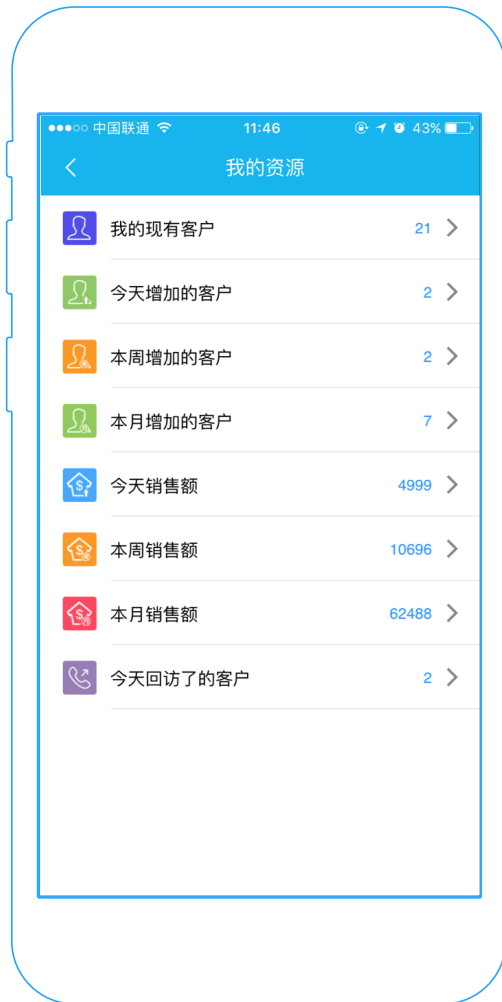 中国联通 11:46 43%
我的资源
我的现有客户 21
今天增加的客户 2
本周增加的客户 2
本月增加的客户 7
今天销售额 4999
本周销售额 10696
本月销售额 62488
今天回访了的客户 2